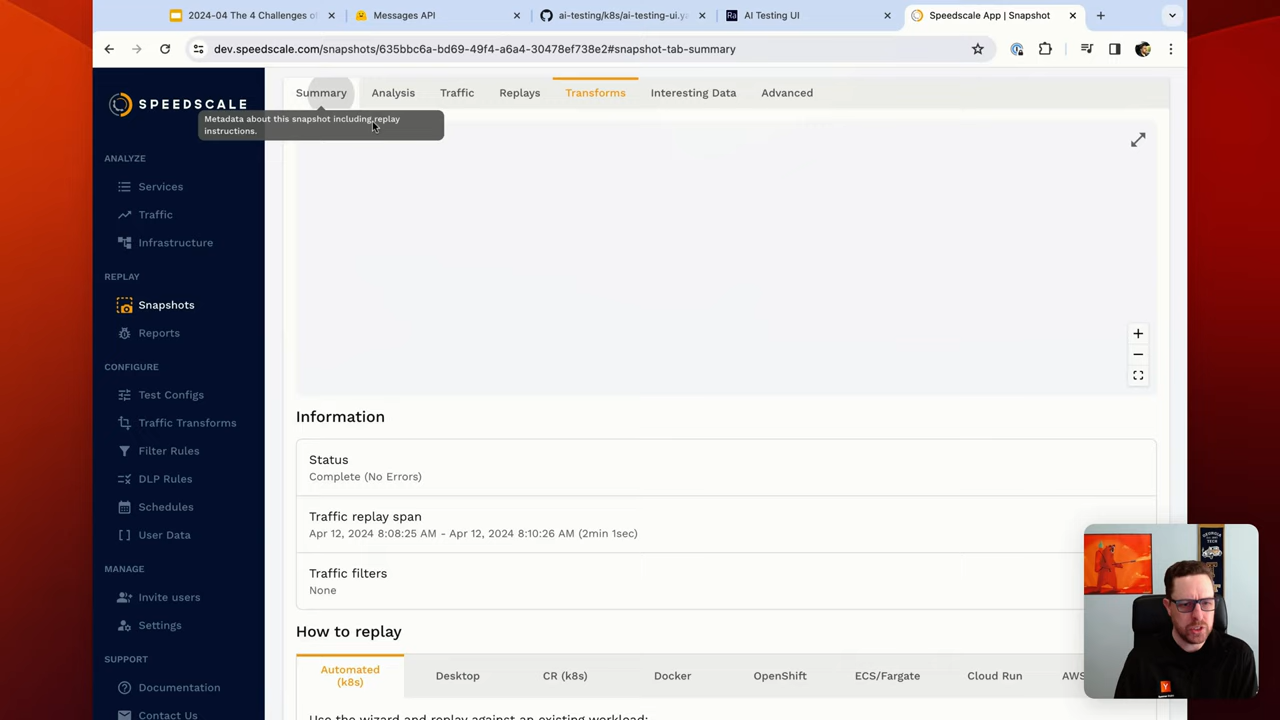 2024-04 The 4 Challenges of
Messages API
ai-testing/k8s/ai-testing-ui.ya
AI Testing UI
Speedscale App | Snapshot
dev.speedscale.com/snapshots/635bbc6a-bd69-49f4-a6a4-30478ef738e2#snapshot-tab-summary
SPEEDSCALE
ANALYZE
Services
Traffic
Infrastructure
REPLAY
Snapshots
Reports
CONFIGURE
Test Configs
Traffic Transforms
Filter Rules
DLP Rules
Schedules
User Data
MANAGE
Invite users
Settings
SUPPORT
Documentation
Contact Us
Summary
Analysis
Traffic
Replays
Transforms
Interesting Data
Advanced
Metadata about this snapshot including replay
instructions.
Information
Status
Complete (No Errors)
Traffic replay span
Apr 12, 2024 8:08:25 AM - Apr 12, 2024 8:10:26 AM (2min 1sec)
Traffic filters
None
How to replay
Automated
(k8s)
Desktop
CR (k8s)
Docker
OpenShift
ECS/Fargate
Cloud Run
AWS
Use the wizard and replay against an existing workload: